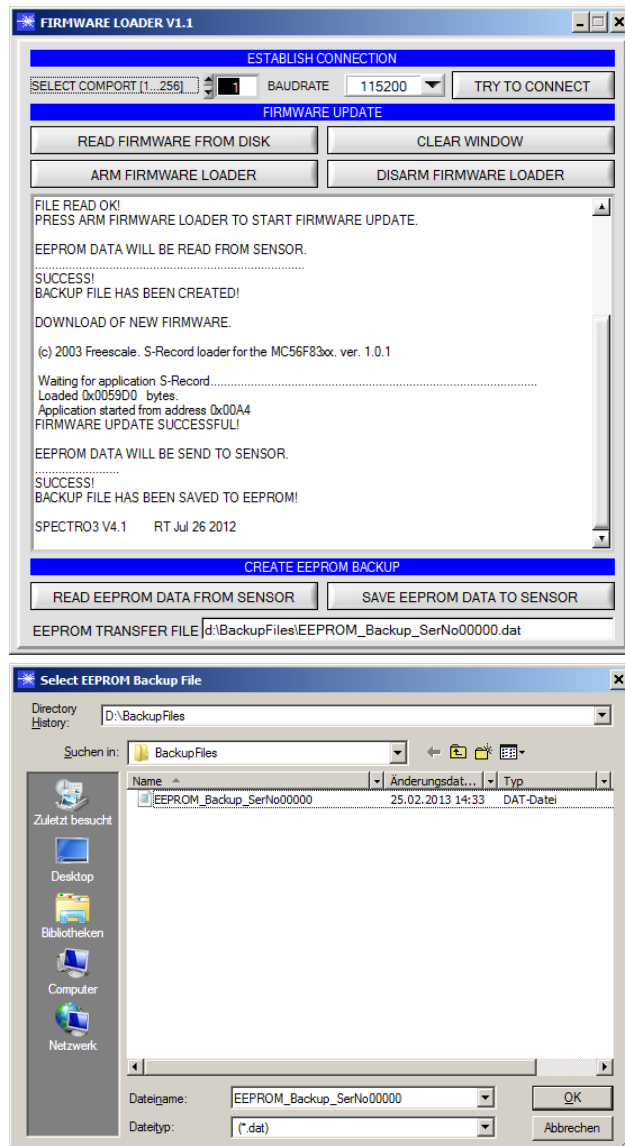 FIRMWARE LOADER V1.1
ESTABLISH CONNECTION
SELECT COMPORT [1...256] 1 BAUDRATE 115200 TRY TO CONNECT
FIRMWARE UPDATE
READ FIRMWARE FROM DISK CLEAR WINDOW
ARM FIRMWARE LOADER DISARM FIRMWARE LOADER
FILE READ OK!
PRESS ARM FIRMWARE LOADER TO START FIRMWARE UPDATE.
EEPROM DATA WILL BE READ FROM SENSOR.
................................................................................
SUCCESS!
BACKUP FILE HAS BEEN CREATED!
DOWNLOAD OF NEW FIRMWARE.
(c) 2003 Freescale. S-Record loader for the MC56F83xx. ver. 1.0.1
Waiting for application S-Record................................................................................................
Loaded 0x0059D0 bytes.
Application started from address 0x00A4
FIRMWARE UPDATE SUCCESSFUL!
EEPROM DATA WILL BE SEND TO SENSOR.
.........................
SUCCESS!
BACKUP FILE HAS BEEN SAVED TO EEPROM!
SPECTRO3 V4.1 RT Jul 26 2012
CREATE EEPROM BACKUP
READ EEPROM DATA FROM SENSOR SAVE EEPROM DATA TO SENSOR
EEPROM TRANSFER FILE d:\BackupFiles\EEPROM_Backup_SerNo00000.dat
Select EEPROM Backup File
Directory
History: D:\BackupFiles
Suchen in: BackupFiles
Name Änderungsdat... Typ
EEPROM_Backup_SerNo00000 25.02.2013 14:33 DAT-Datei
Zuletzt besucht
Desktop
Bibliotheken
Computer
Netzwerk
Dateiname: EEPROM_Backup_SerNo00000 OK
Dateityp: (*.dat) Abbrechen